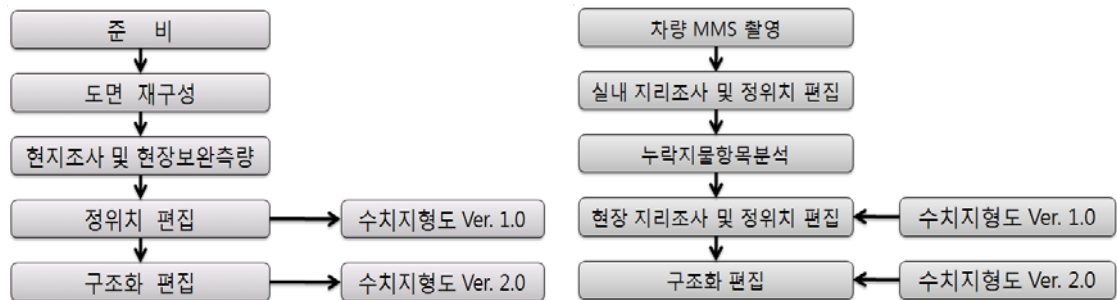 준 비
도면 재구성
현지조사 및 현장보완측량
정위치 편집
수치지형도 Ver. 1.0
구조화 편집
수치지형도 Ver. 2.0
차량 MMS 촬영
실내 지리조사 및 정위치 편집
누락지물항목분석
현장 지리조사 및 정위치 편집
수치지형도 Ver. 1.0
구조화 편집
수치지형도 Ver. 2.0